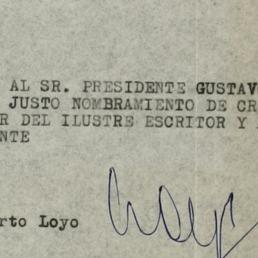 AL SR. PRESIDENTE GUSTAV
JUSTO NOMBRAMIENTO DE CR
R DEL ILUSTRE ESCRITOR Y
NTE
rto Loyo